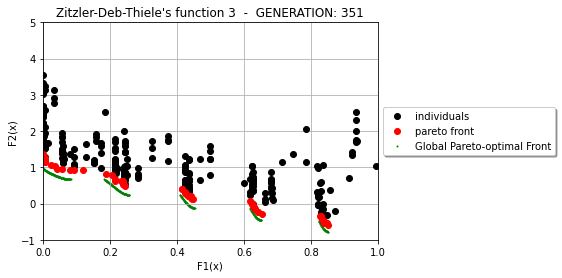 Zitzler-Deb-Thiele's function 3 - GENERATION: 351
5
4
3
2
1
0
−1
F2(x)
0.0 0.2 0.4 0.6 0.8 1.0
F1(x)
individuals
pareto front
Global Pareto-optimal Front